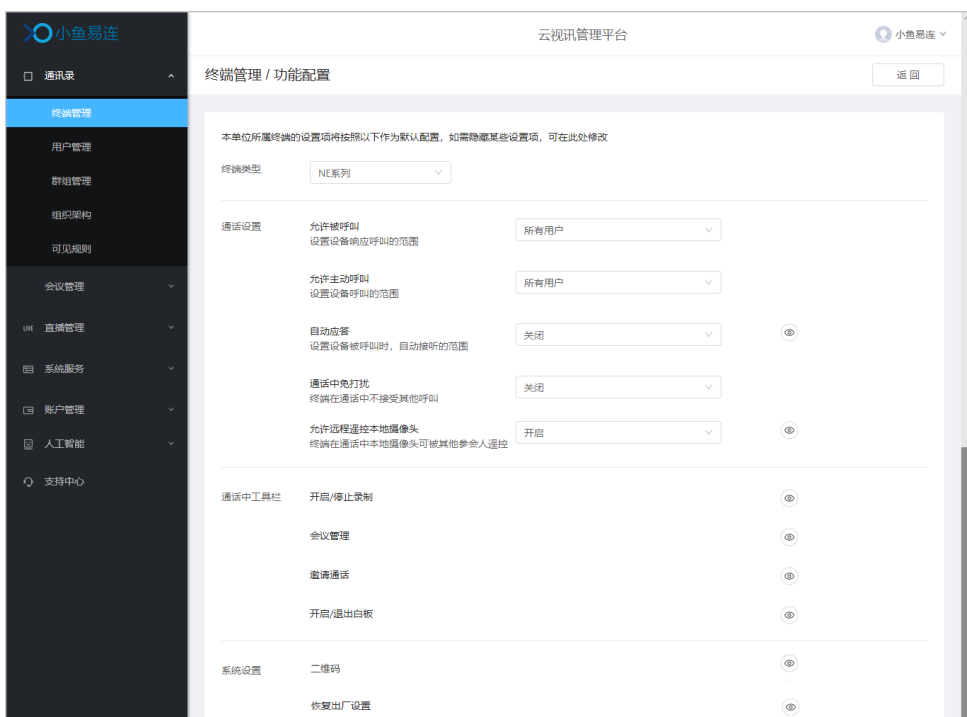 小鱼易连
云视讯管理平台
小鱼易连
通讯录
终端管理 / 功能配置
返 回
终端管理
用户管理
群组管理
组织架构
可见规则
会议管理
LIVE 直播管理
系统服务
账户管理
人工智能
支持中心
本单位所属终端的设置项将按照以下作为默认配置，如需隐藏某些设置项，可在此处修改
终端类型
NE系列
通话设置
允许被呼叫
设置设备响应呼叫的范围
所有用户
允许主动呼叫
设置设备呼叫的范围
所有用户
自动应答
设置设备被呼叫时，自动接听的范围
关闭
通话中免打扰
终端在通话中不接受其他呼叫
关闭
允许远程遥控本地摄像头
终端在通话中本地摄像头可被其他参会人遥控
开启
通话中工具栏
开启/停止录制
会议管理
邀请通话
开启/退出白板
系统设置
二维码
恢复出厂设置